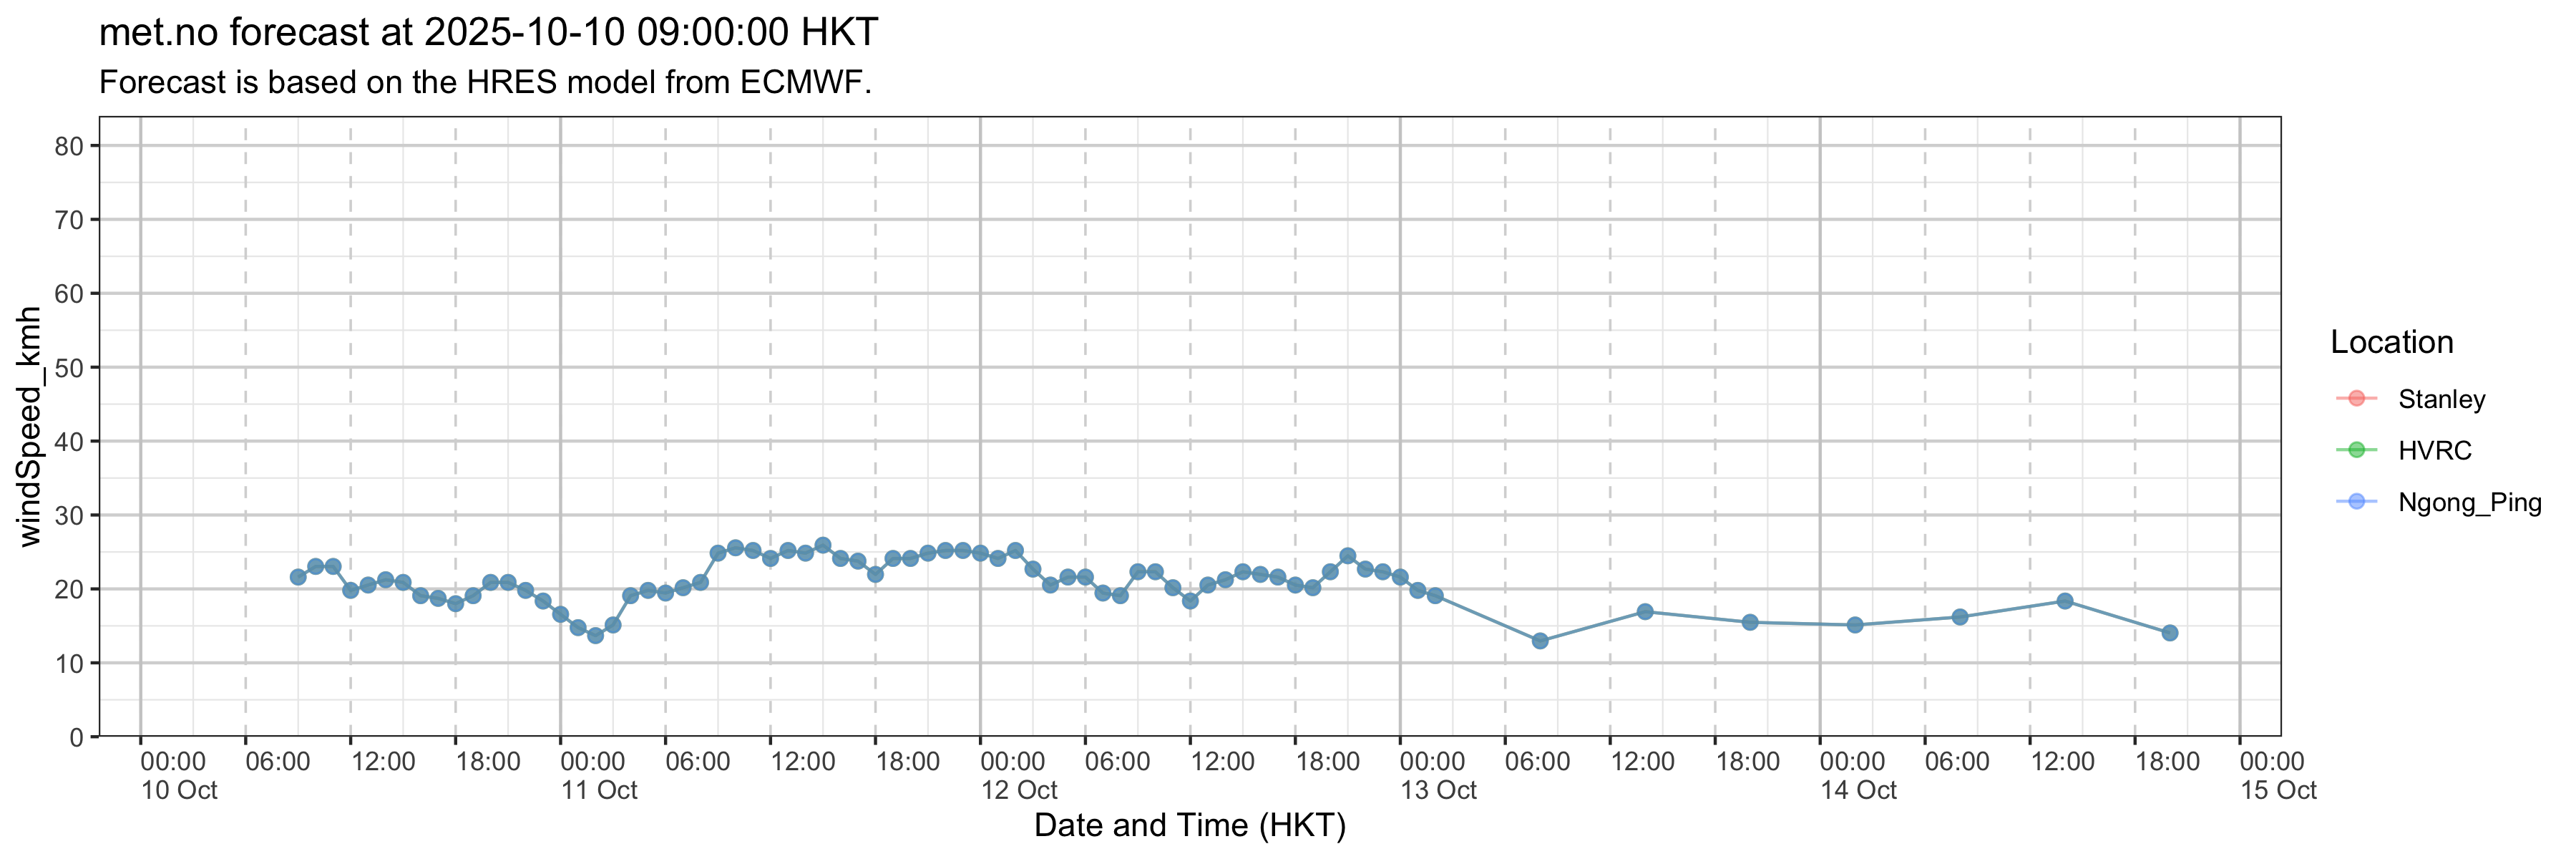 met.no forecast at 2025-10-10 09:00:00 HKT
Forecast is based on the HRES model from ECMWF.
windSpeed_kmh
80
70
60
50
40
30
20
10
0
00:00 06:00 12:00 18:00 00:00 06:00 12:00 18:00 00:00 06:00 12:00 18:00 00:00 06:00 12:00 18:00 00:00 06:00 12:00 18:00 00:00
10 Oct 11 Oct 12 Oct 13 Oct 14 Oct 15 Oct
Date and Time (HKT)
Location
Stanley
HVRC
Ngong_Ping